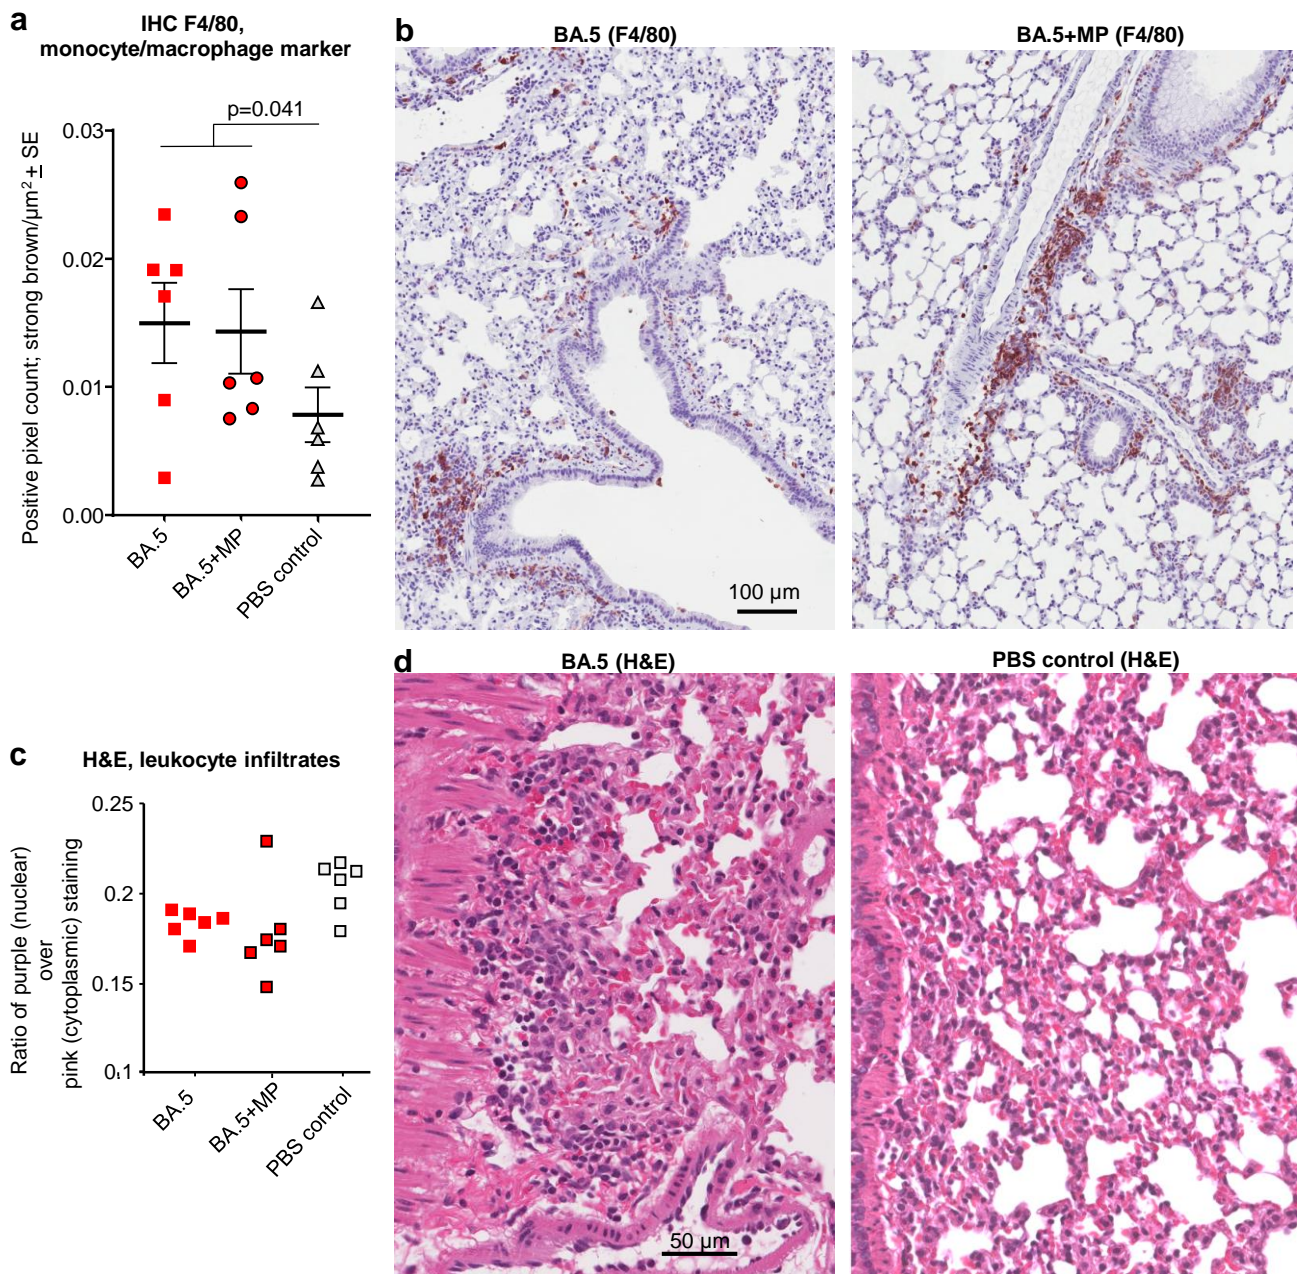 a
IHC F4/80,
monocyte/macrophage marker
Positive pixel count; strong brown/µm² ± SE
p=0.041
0.03
0.02
0.01
0.00
BA.5
BA.5+MP
PBS control
b
BA.5 (F4/80)
BA.5+MP (F4/80)
100 µm
c
H&E, leukocyte infiltrates
Ratio of purple (nuclear)
over
pink (cytoplasmic) staining
0.25
0.2
0.15
0.1
BA.5
BA.5+MP
PBS control
d
BA.5 (H&E)
PBS control (H&E)
50 µm